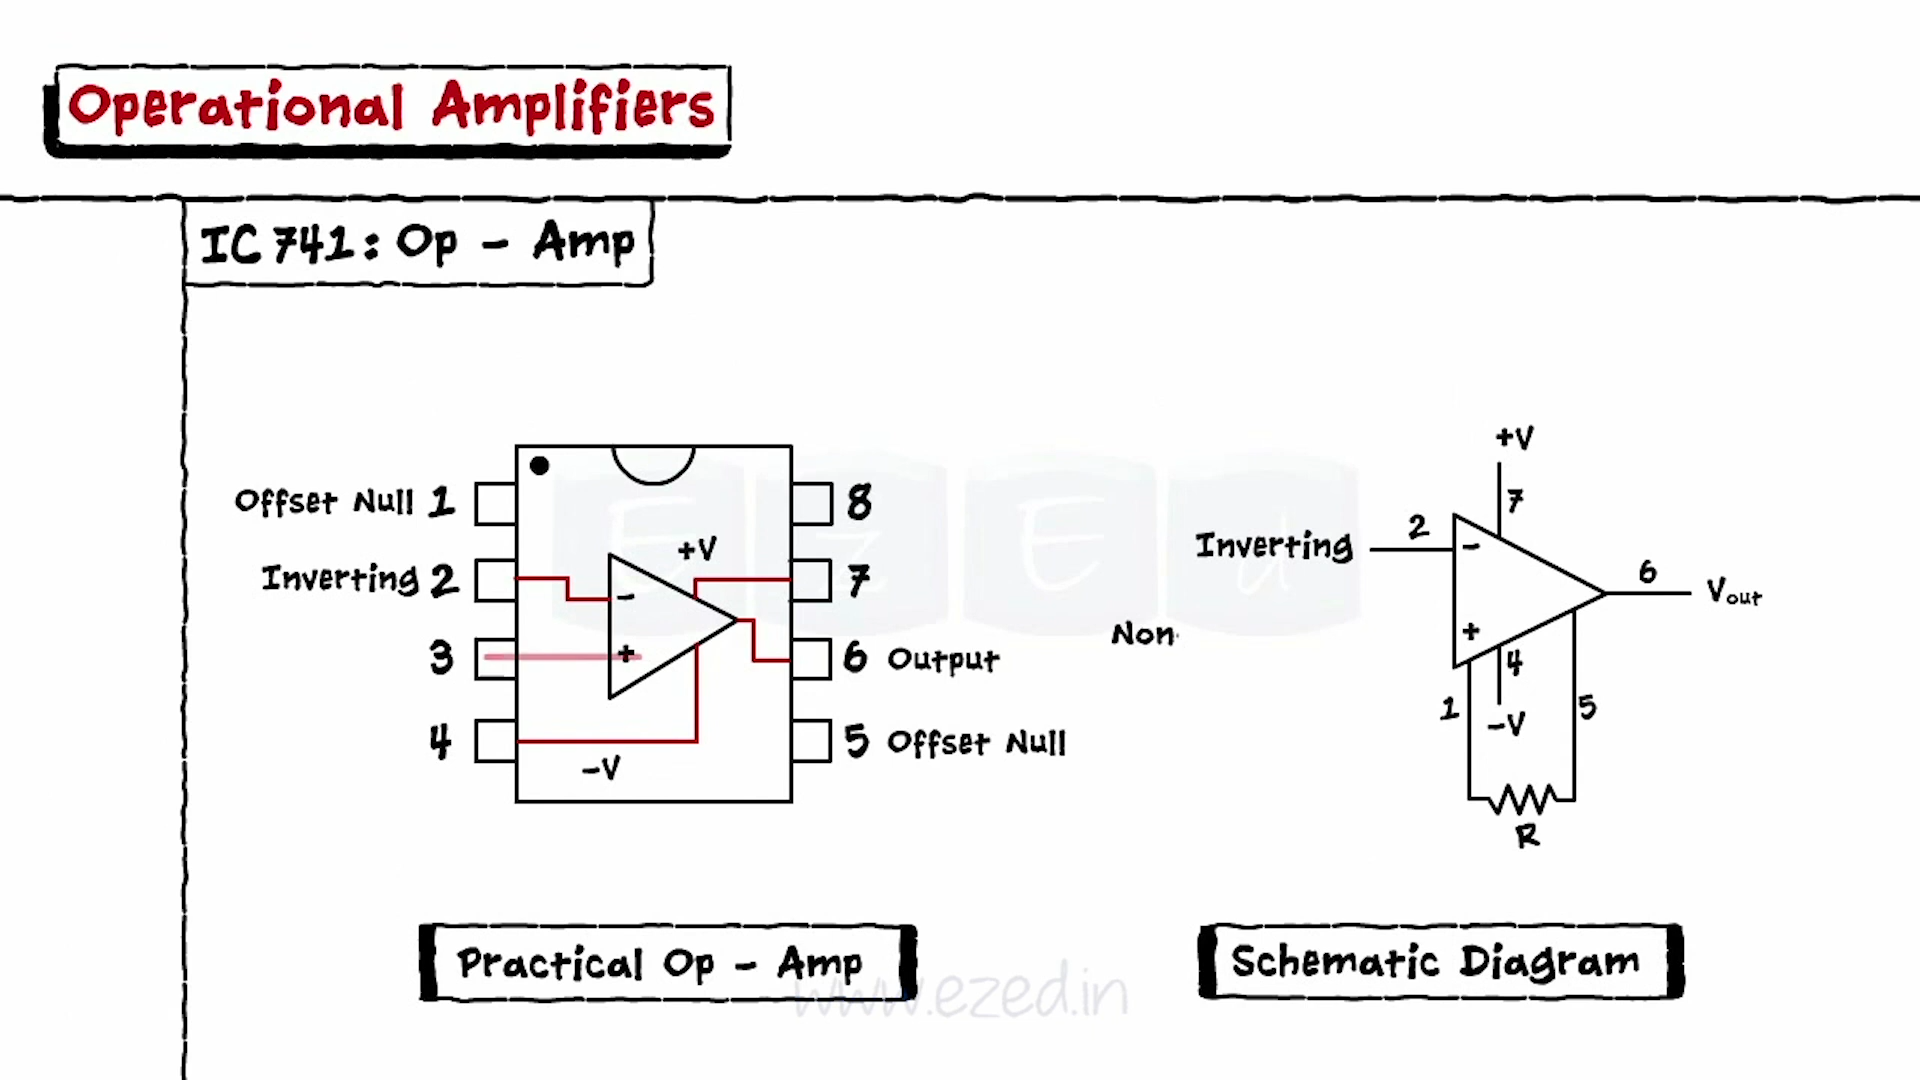 Operational Amplifiers
IC 741: Op - Amp
Offset Null 1
Inverting 2
3
4
8
7
6 Output
5 Offset Null
+V
-
+
-V
Practical Op - Amp
+V
7
Inverting 2
-
6
Vout
Non
+
4
1
-V
5
R
Schematic Diagram
EzEd
www.ezed.in